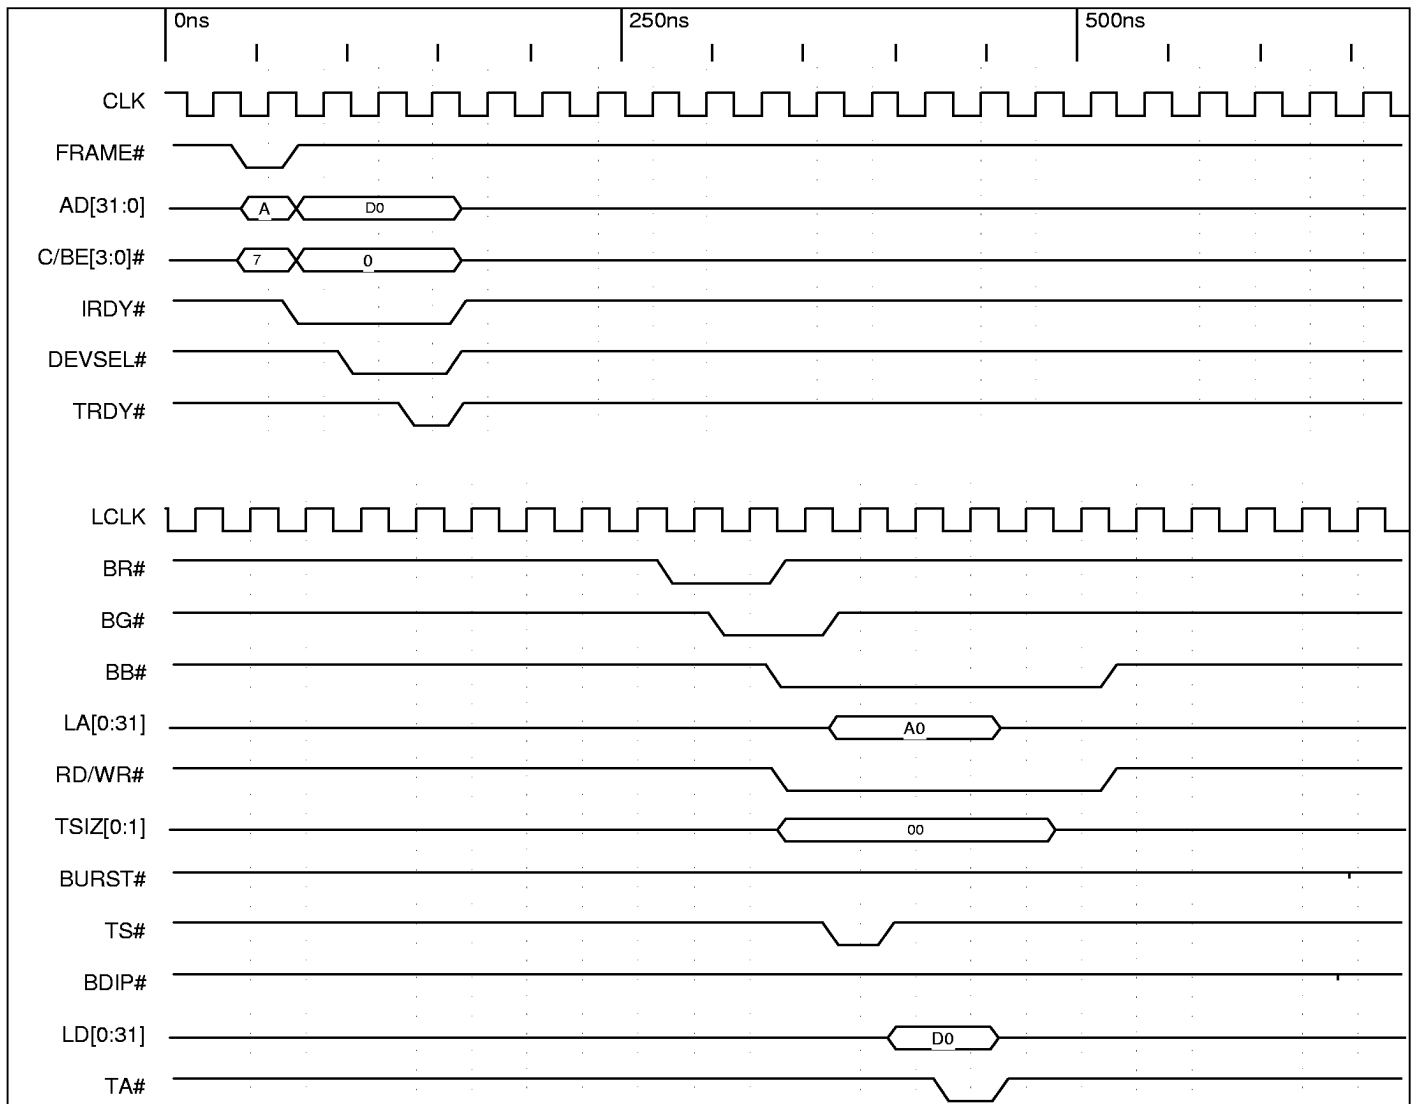 0ns 250ns 500ns
CLK
FRAME#
AD[31:0] A D0
C/BE[3:0]# 7 0
IRDY#
DEVSEL#
TRDY#
LCLK
BR#
BG#
BB#
LA[0:31] A0
RD/WR#
TSIZ[0:1] 00
BURST#
TS#
BDIP#
LD[0:31] D0
TA#